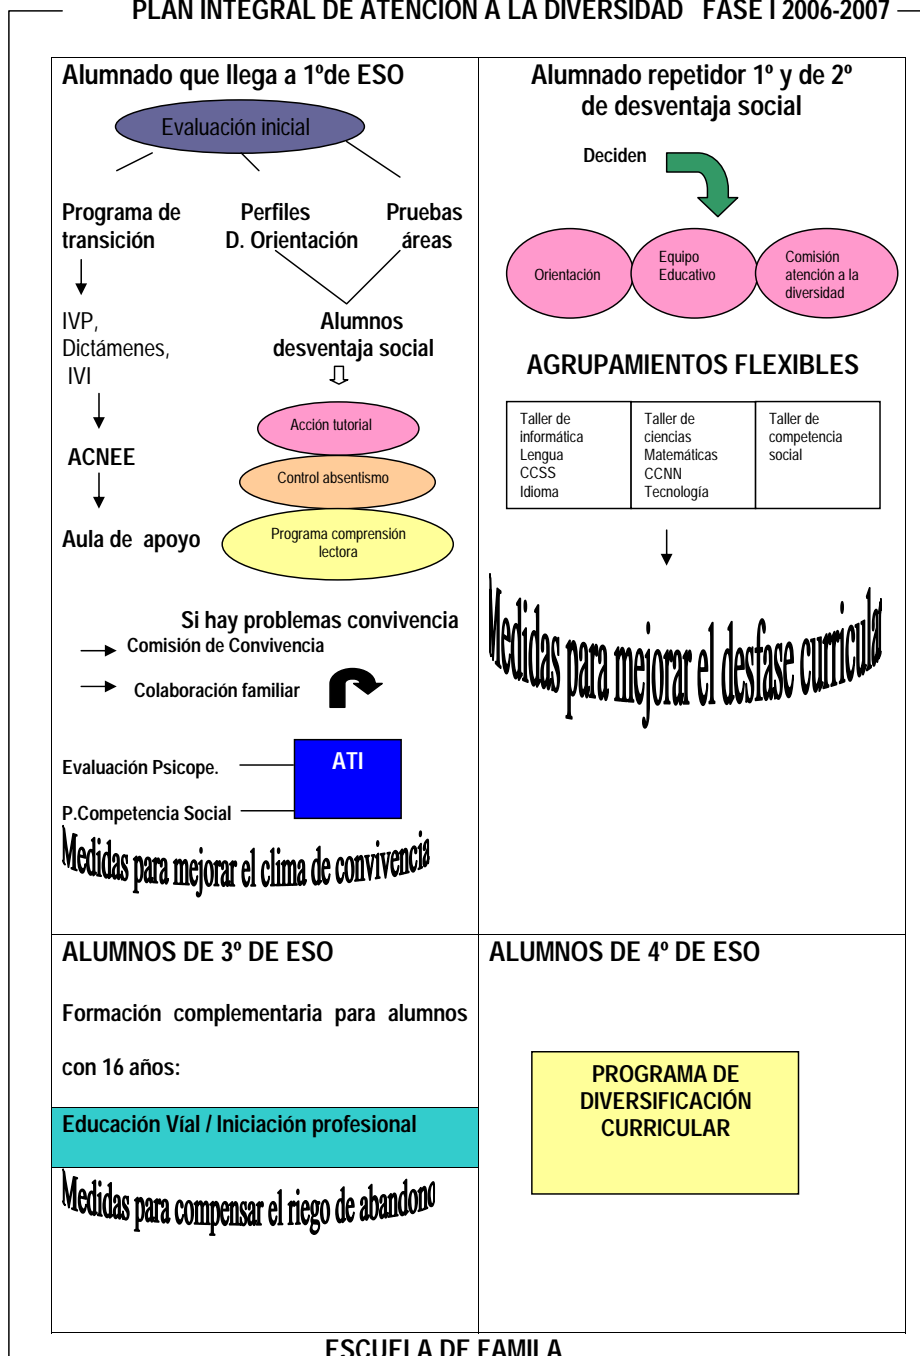 PLAN INTEGRAL DE ATENCIÓN A LA DIVERSIDAD FASE I 2006-2007
Alumnado que llega a 1ºde ESO
Evaluación inicial
Programa de
transición
Perfiles
D. Orientación
Pruebas
áreas
IVP,
Dictámenes,
IVI
ACNEE
Aula de apoyo
Alumnos
desventaja social
Acción tutorial
Control absentismo
Programa comprensión
lectora
Si hay problemas convivencia
Comisión de Convivencia
Colaboración familiar
ATI
Evaluación Psicope.
P.Competencia Social
Medidas para mejorar el clima de convivencia
Alumnado repetidor 1º y de 2º
de desventaja social
Deciden
Orientación
Equipo
Educativo
Comisión
atención a la
diversidad
AGRUPAMIENTOS FLEXIBLES
Taller de
informática
Lengua
CCSS
Idioma
Taller de
ciencias
Matemáticas
CCNN
Tecnología
Taller de
competencia
social
Medidas para mejorar el desfase curricular
ALUMNOS DE 3º DE ESO
Formación complementaria para alumnos
con 16 años:
Educación Víal / Iniciación profesional
Medidas para compensar el riego de abandono
ALUMNOS DE 4º DE ESO
PROGRAMA DE
DIVERSIFICACIÓN
CURRICULAR
ESCUELA DE FAMILA